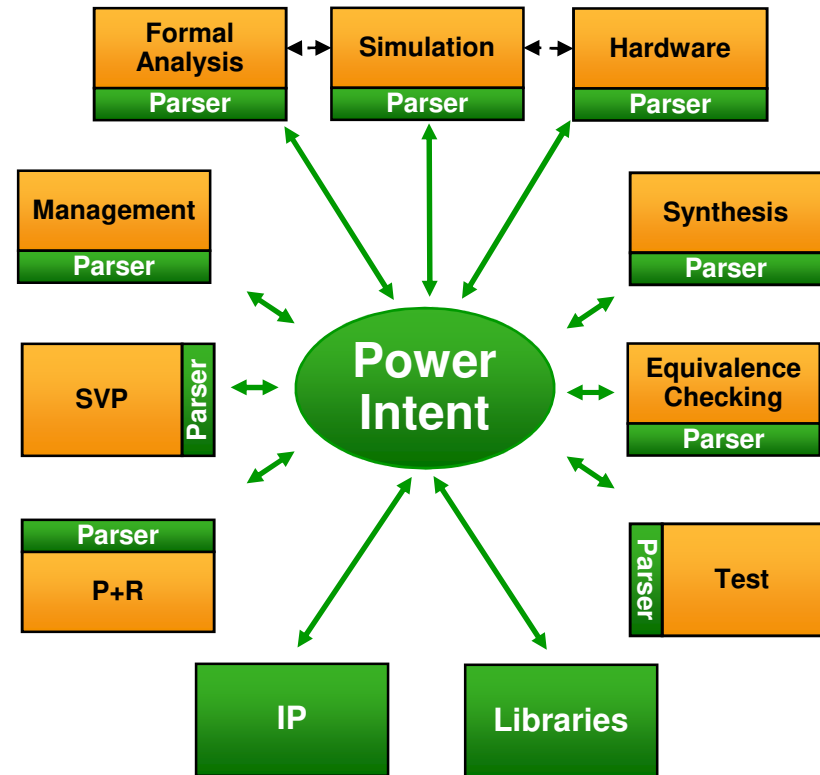 Formal
Analysis
Parser
Simulation
Parser
Hardware
Parser
Management
Parser
Synthesis
Parser
Power
Intent
SVP
Parser
Equivalence
Checking
Parser
Parser
P+R
Parser
Test
IP
Libraries